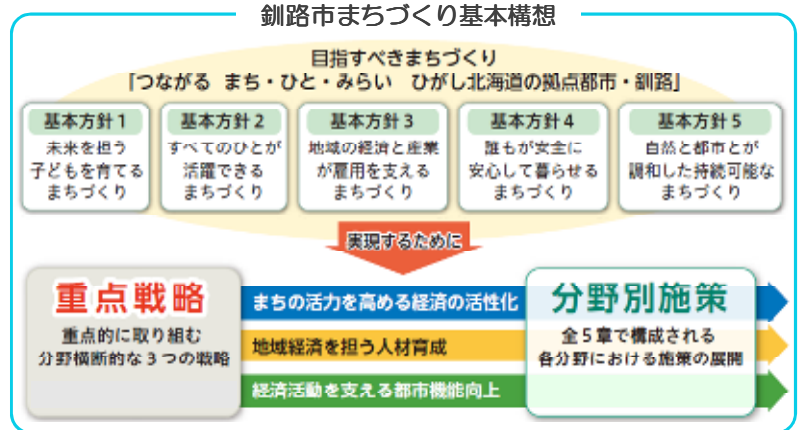 釧路市まちづくり基本構想
目指すべきまちづくり
「つながる まち・ひと・みらい ひがし北海道の拠点都市・釧路」
基本方針1
未来を担う
子どもを育てる
まちづくり
基本方針2
すべてのひとが
活躍できる
まちづくり
基本方針3
地域の経済と産業
が雇用を支える
まちづくり
基本方針4
誰もが安全に
安心して暮らせる
まちづくり
基本方針5
自然と都市とが
調和した持続可能な
まちづくり
実現するために
重点戦略
重点的に取り組む
分野横断的な3つの戦略
まちの活力を高める経済の活性化
地域経済を担う人材育成
経済活動を支える都市機能向上
分野別施策
全5章で構成される
各分野における施策の展開